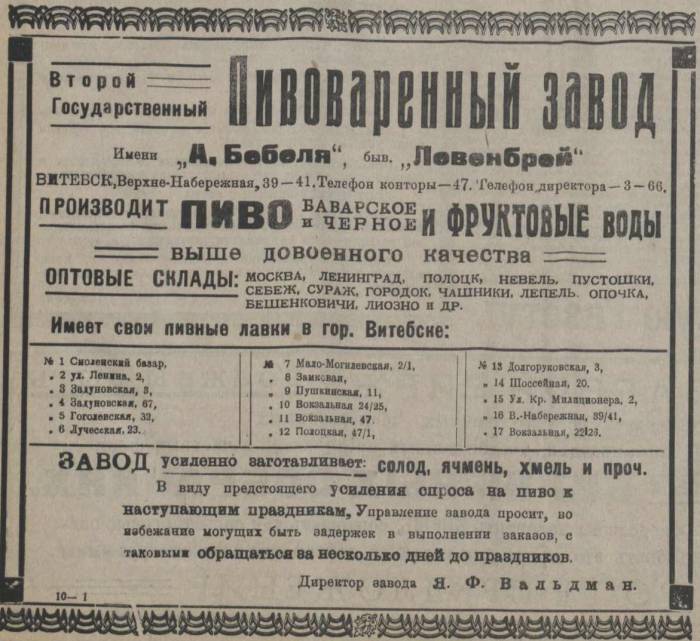 Второй
Государственный
Пивоваренный завод
Имени „А. Бебеля“, быв. „Левенбрей“
ВИТЕБСК, Верхне-Набережная, 39—41. Телефон конторы—47. Телефон директора—3—66.
ПРОИЗВОДИТ ПИВО БАВАРСКОЕ и ЧЕРНОЕ и ФРУКТОВЫЕ ВОДЫ
выше довоенного качества
ОПТОВЫЕ СКЛАДЫ: МОСКВА, ЛЕНИНГРАД, ПОЛОЦК, НЕВЕЛЬ, ПУСТОШКИ,
СЕБЕЖ, СУРАЖ, ГОРОДОК, ЧАШНИКИ, ЛЕПЕЛЬ. ОПОЧКА,
БЕШЕНКОВИЧИ, ЛИОЗНО и ДР.
Имеет свои пивные лавки в гор. Витебске:
№ 1 Смоленский базар,
„ 2 ул. Ленина, 2,
„ 3 Задуновская, 3,
„ 4 Задуновская, 67,
„ 5 Гоголевская, 32,
„ 6 Лучесская, 23.
№ 7 Мало-Могилевская, 2/1,
„ 8 Замковая,
„ 9 Пушкинская, 11,
„ 10 Вокзальная 24/25,
„ 11 Вокзальная, 47.
„ 12 Полоцкая, 47/1,
№ 13 Долгоруковская, 3,
„ 14 Шоссейная, 20.
„ 15 Ул. Кр. Милиционера, 2,
„ 16 В.-Набережная, 39/41,
„ 17 Вокзальная, 22/23.
ЗАВОД усиленно заготавливает: солод, ячмень, хмель и проч.
В виду предстоящего усиления спроса на пиво к
наступающим праздникам, Управление завода просит, во
избежание могущих быть задержек в выполнении заказов, с
таковыми обращаться за несколько дней до праздников.
Директор завода Я. Ф. Вальдман.
10—1